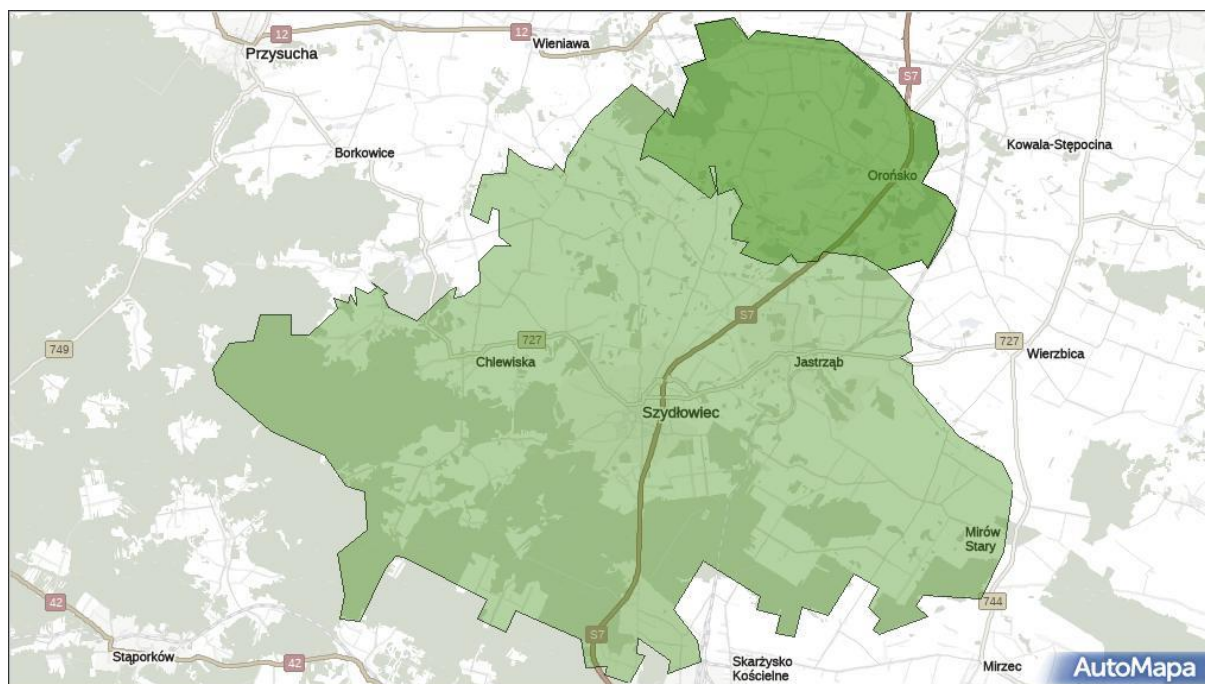 12
12
Wieniawa
Przysucha
S7
Borkowice
Kowala-Stępocina
Orońsko
S7
749
727
727
Wierzbica
Chlewiska
Jastrząb
Szydłowiec
Mirów
Stary
42
744
S7
Stąporków
42
Skarżysko
Kościelne
Mirzec
AutoMapa